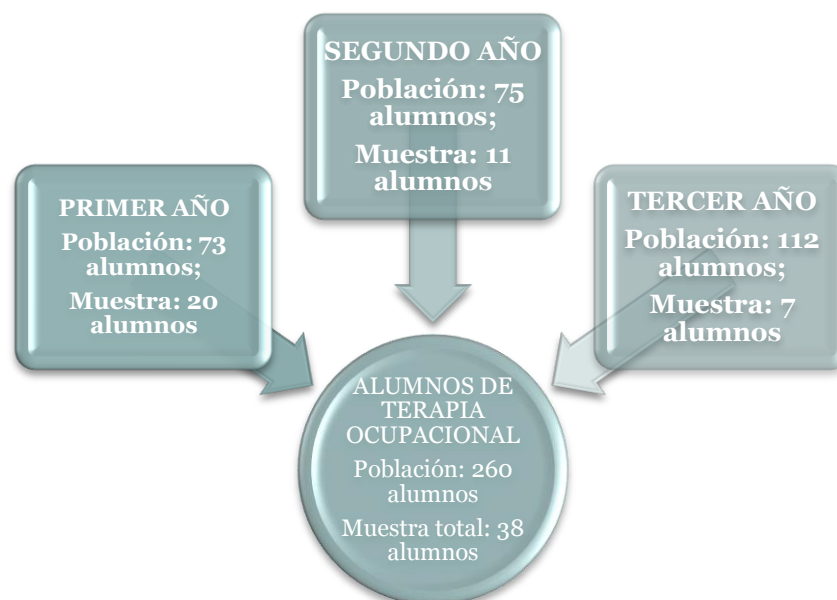 SEGUNDO AÑO
Población: 75
alumnos;
Muestra: 11
alumnos
PRIMER AÑO
Población: 73
alumnos;
Muestra: 20
alumnos
TERCER AÑO
Población: 112
alumnos;
Muestra: 7
alumnos
ALUMNOS DE
TERAPIA
OCUPACIONAL
Población: 260
alumnos
Muestra total: 38
alumnos